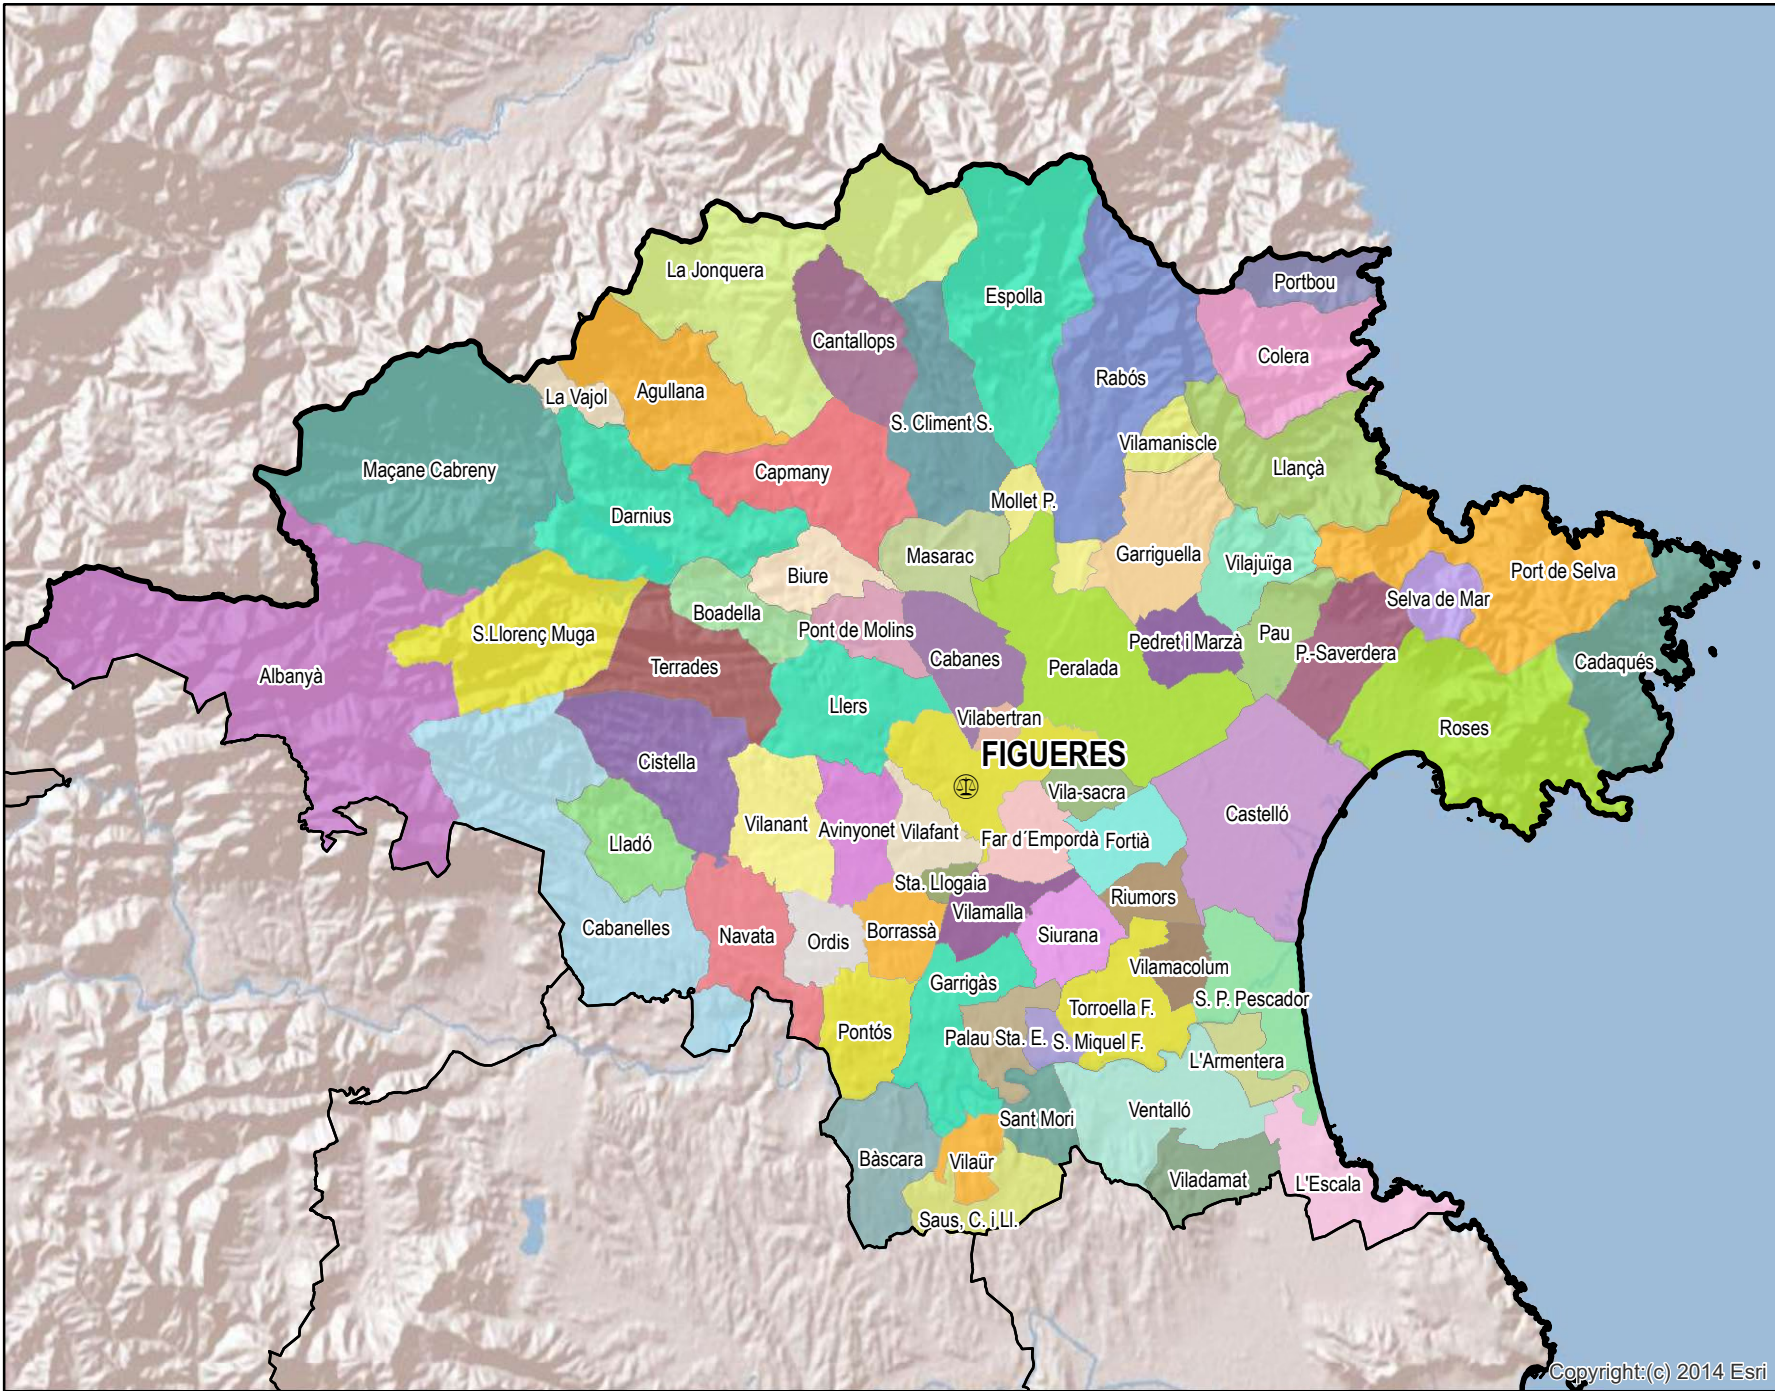 La Jonquera
Portbou
Espolla
Cantallops
Colera
Rabós
La Vajol
Agullana
S. Climent S.
Vilamaniscle
Maçane Cabreny
Capmany
Llançà
Mollet P.
Darnius
Masarac
Garriguella
Vilajuïga
Port de Selva
Biure
Selva de Mar
Boadella
S.Llorenç Muga
Pont de Molins
Pedret i Marzà
Pau
P.-Saverdera
Cabanes
Cadaqués
Terrades
Peralada
Albanyà
Llers
Vilabertran
Roses
FIGUERES
Cistella
Vila-sacra
Castelló
Vilanant
Avinyonet
Vilafant
Far d´Empordà
Fortià
Lladó
Sta. Llogaia
Riumors
Vilamalla
Cabanelles
Navata
Ordis
Borrassà
Siurana
Vilamacolum
Garrigàs
S. P. Pescador
Torroella F.
Pontós
Palau Sta. E.
S. Miquel F.
L'Armentera
Ventalló
Sant Mori
Bàscara
Vilaür
Viladamat
L'Escala
Saus, C. i Ll.
Copyright:(c) 2014 Esri